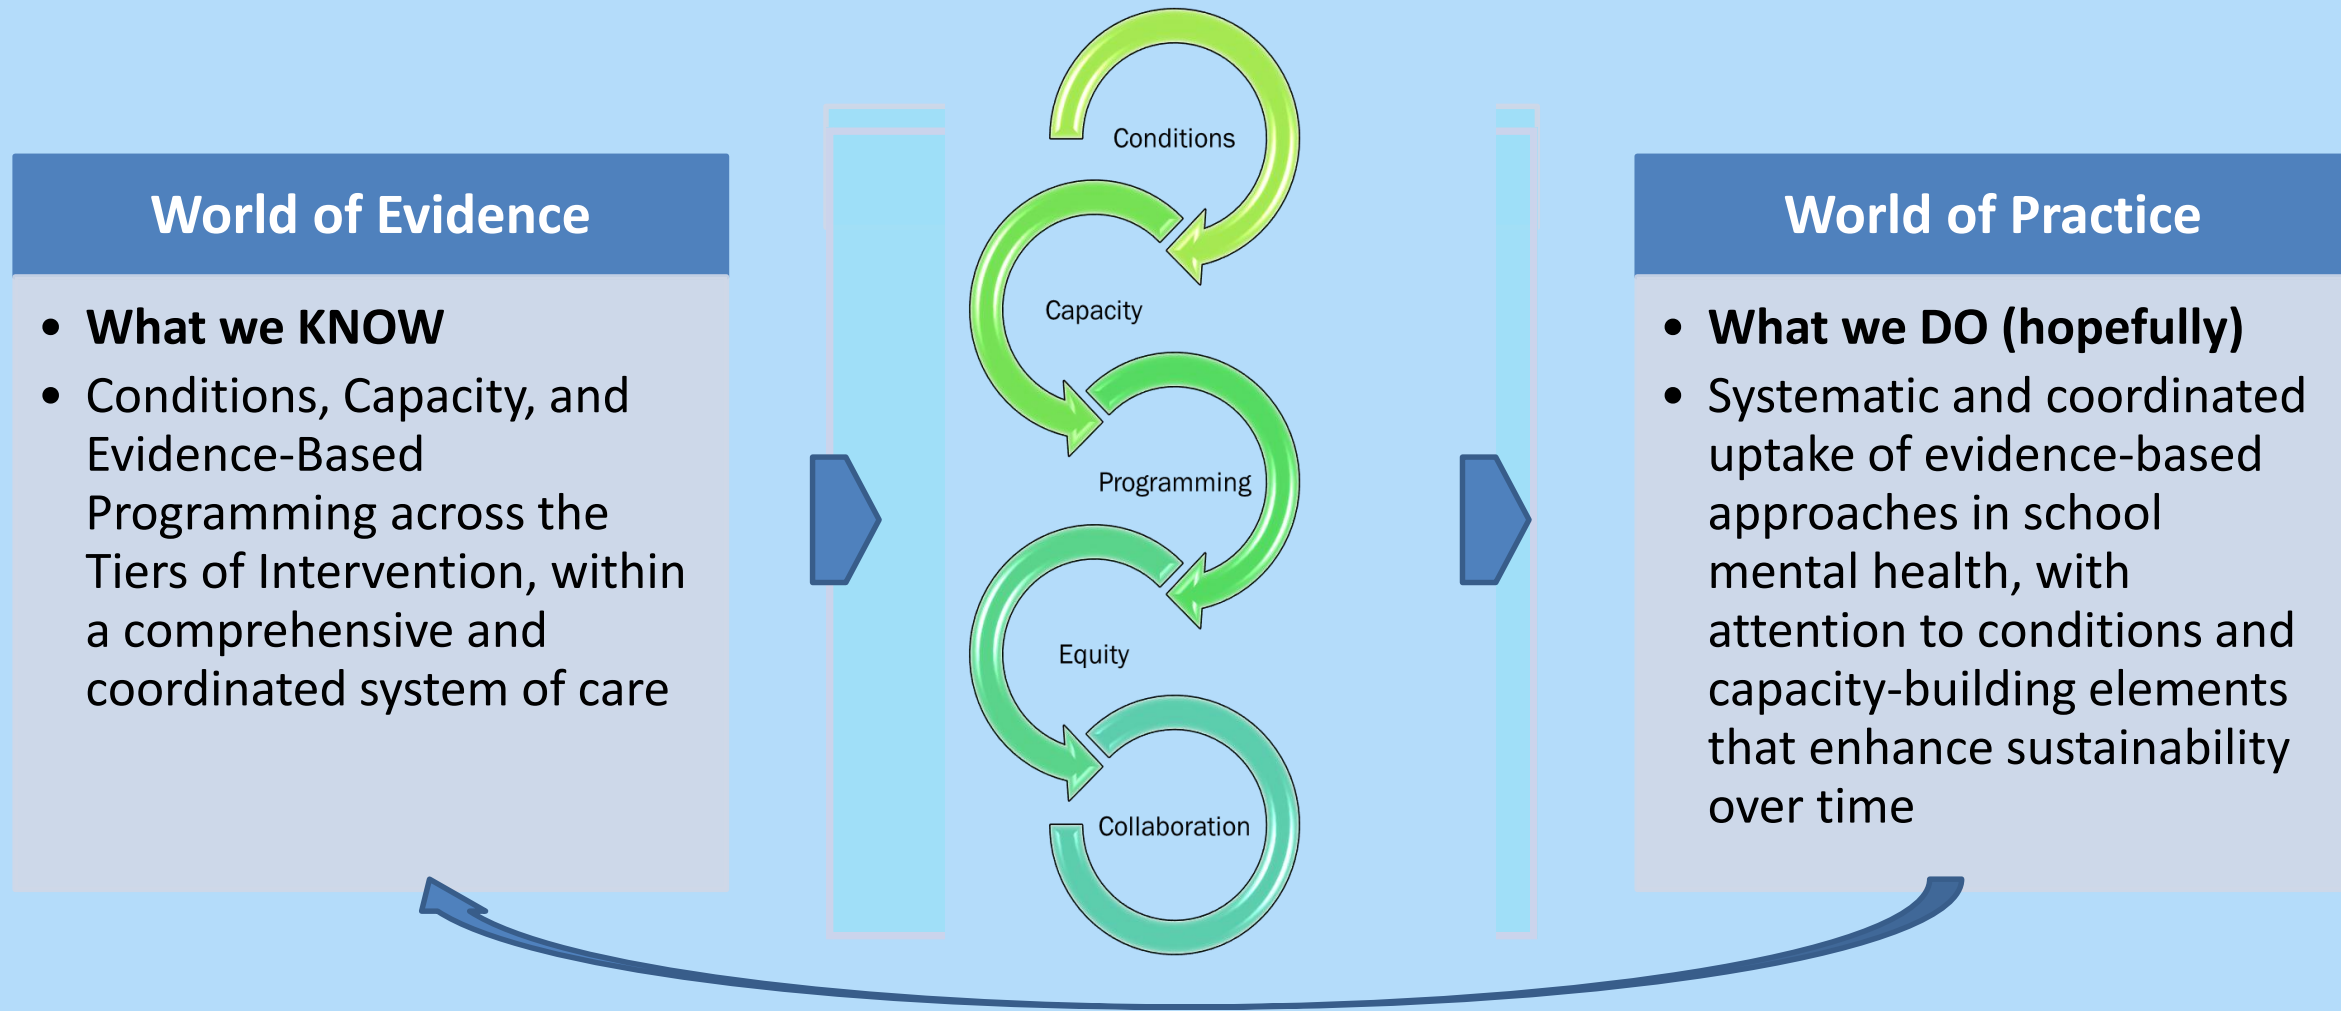 World of Evidence
• What we KNOW
• Conditions, Capacity, and
Evidence-Based
Programming across the
Tiers of Intervention, within
a comprehensive and
coordinated system of care
Conditions
Capacity
Programming
Equity
Collaboration
World of Practice
• What we DO (hopefully)
• Systematic and coordinated
uptake of evidence-based
approaches in school
mental health, with
attention to conditions and
capacity-building elements
that enhance sustainability
over time